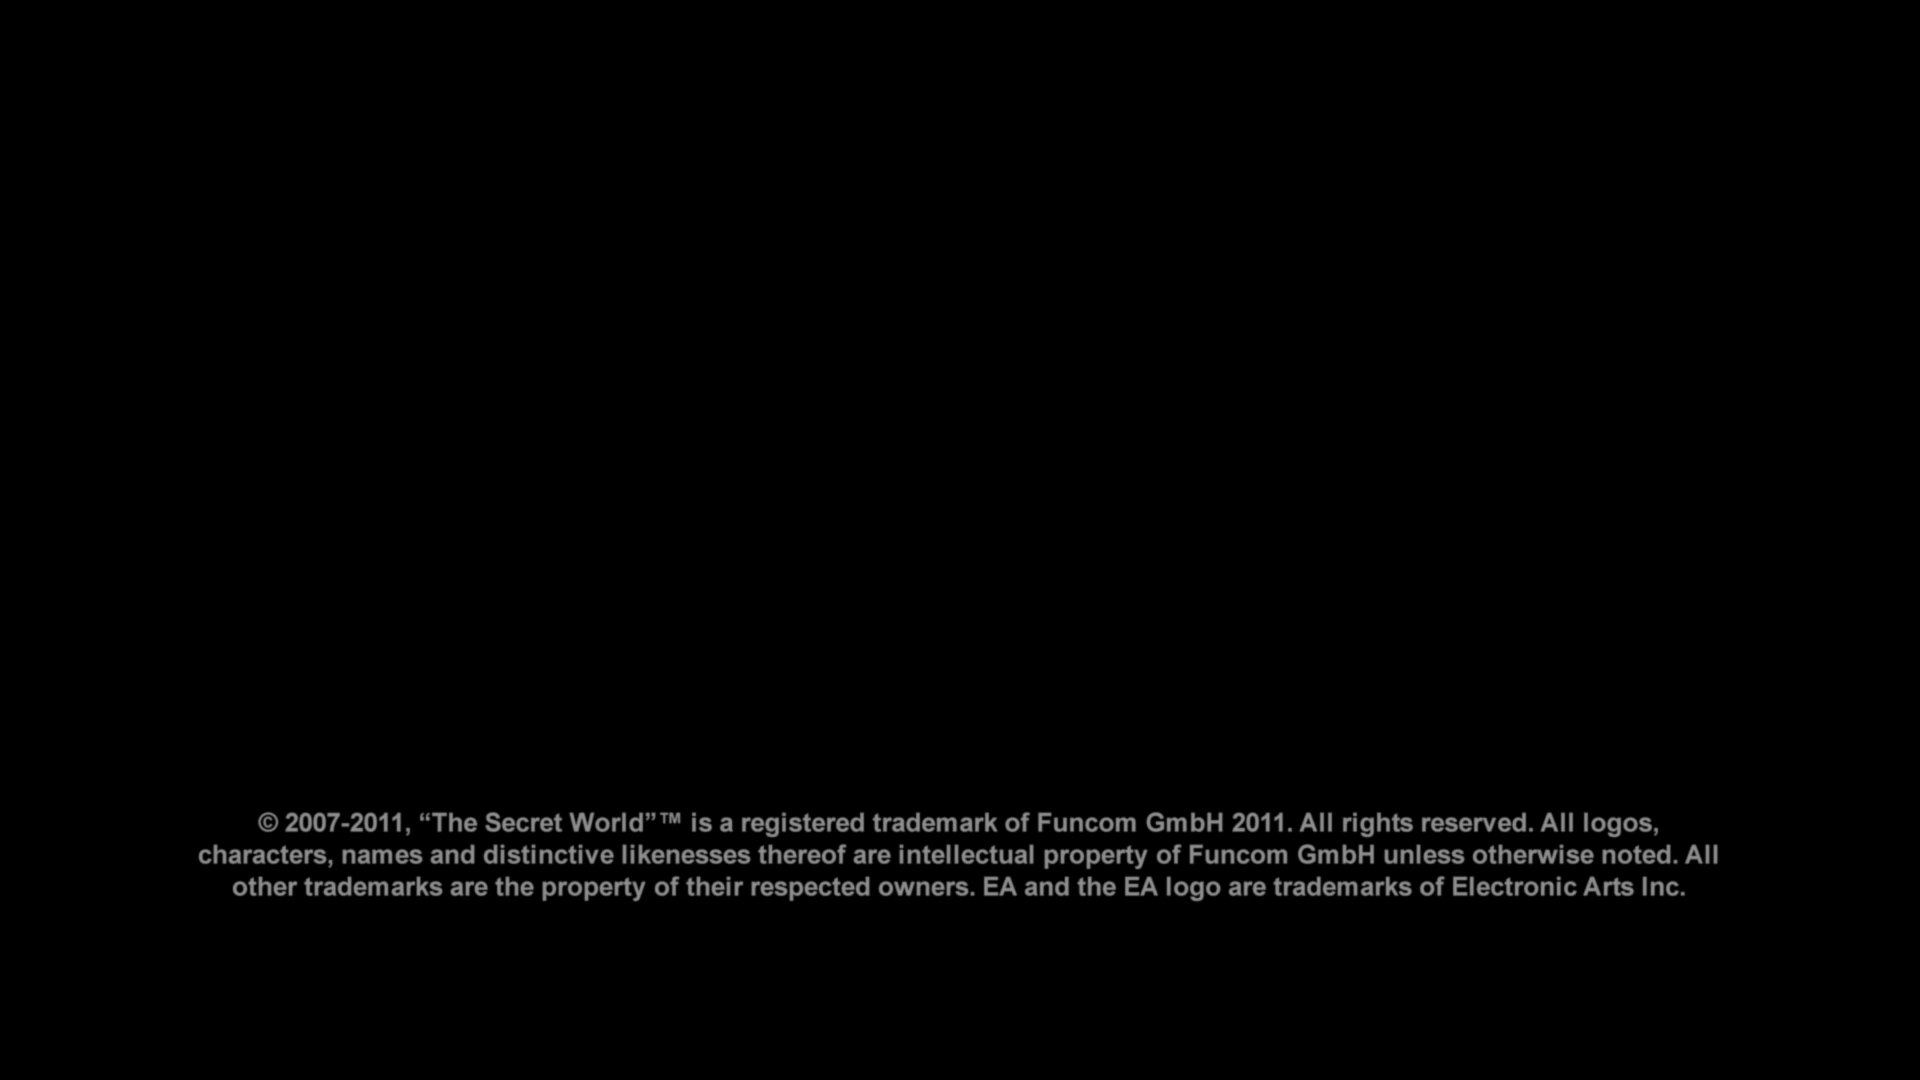 © 2007-2011, “The Secret World”™ is a registered trademark of Funcom GmbH 2011. All rights reserved. All logos,
characters, names and distinctive likenesses thereof are intellectual property of Funcom GmbH unless otherwise noted. All
other trademarks are the property of their respected owners. EA and the EA logo are trademarks of Electronic Arts Inc.